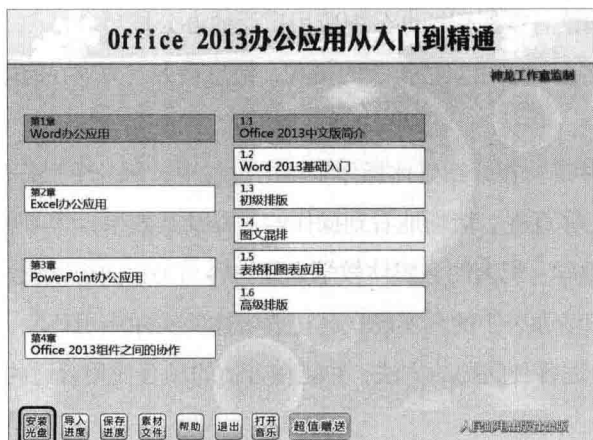 Office 2013办公应用从入门到精通
神龙工作室监制
第1章
Word办公应用
第2章
Excel办公应用
第3章
PowerPoint办公应用
第4章
Office 2013组件之间的协作
1.1
Office 2013中文版简介
1.2
Word 2013基础入门
1.3
初级排版
1.4
图文混排
1.5
表格和图表应用
1.6
高级排版
安装
光盘
导入
进度
保存
进度
素材
文件
帮助
退出
打开
音乐
超值赠送
人民邮电出版社出版